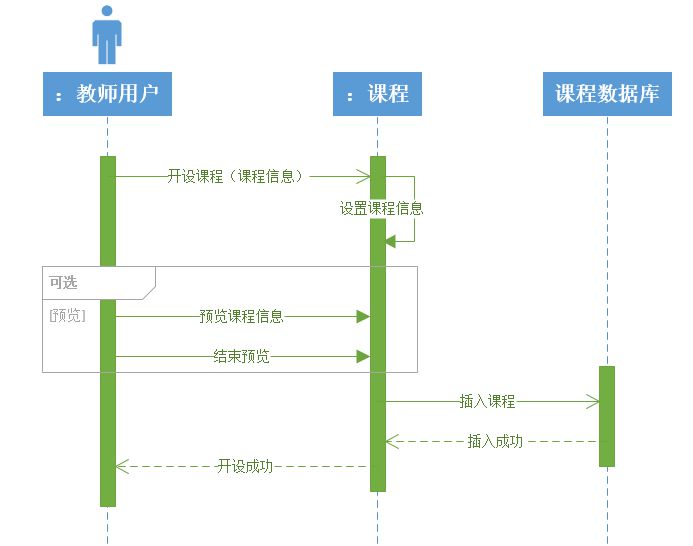 ：教师用户
：课程
课程数据库
开设课程（课程信息）
设置课程信息
可选
[预览]
预览课程信息
结束预览
插入课程
插入成功
开设成功